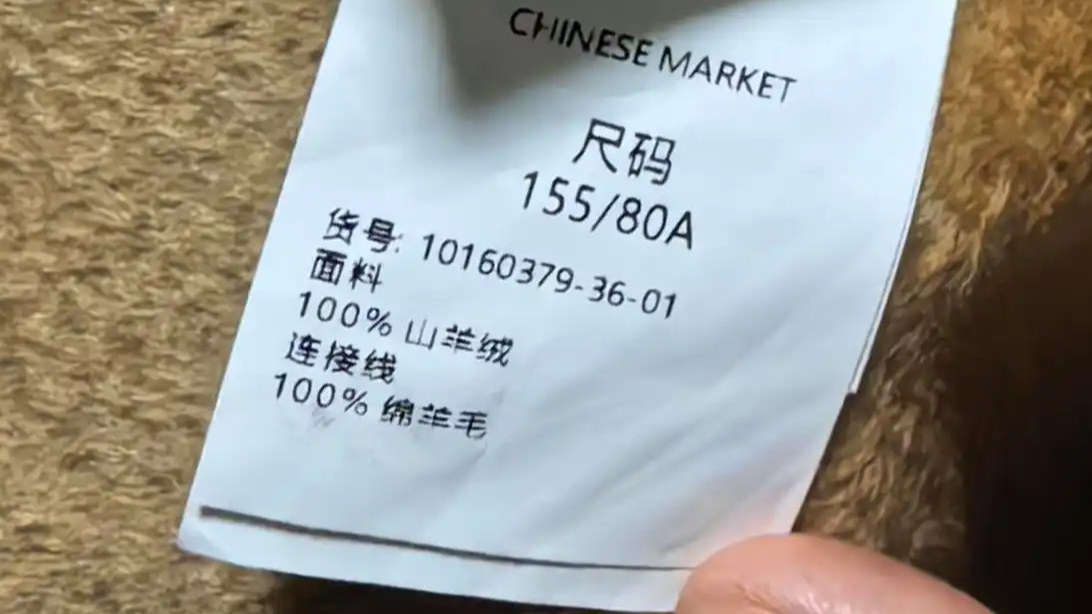 CHINESE MARKET
尺码
155/80A
货号: 10160379-36-01
面料
100% 山羊绒
连接线
100% 绵羊毛